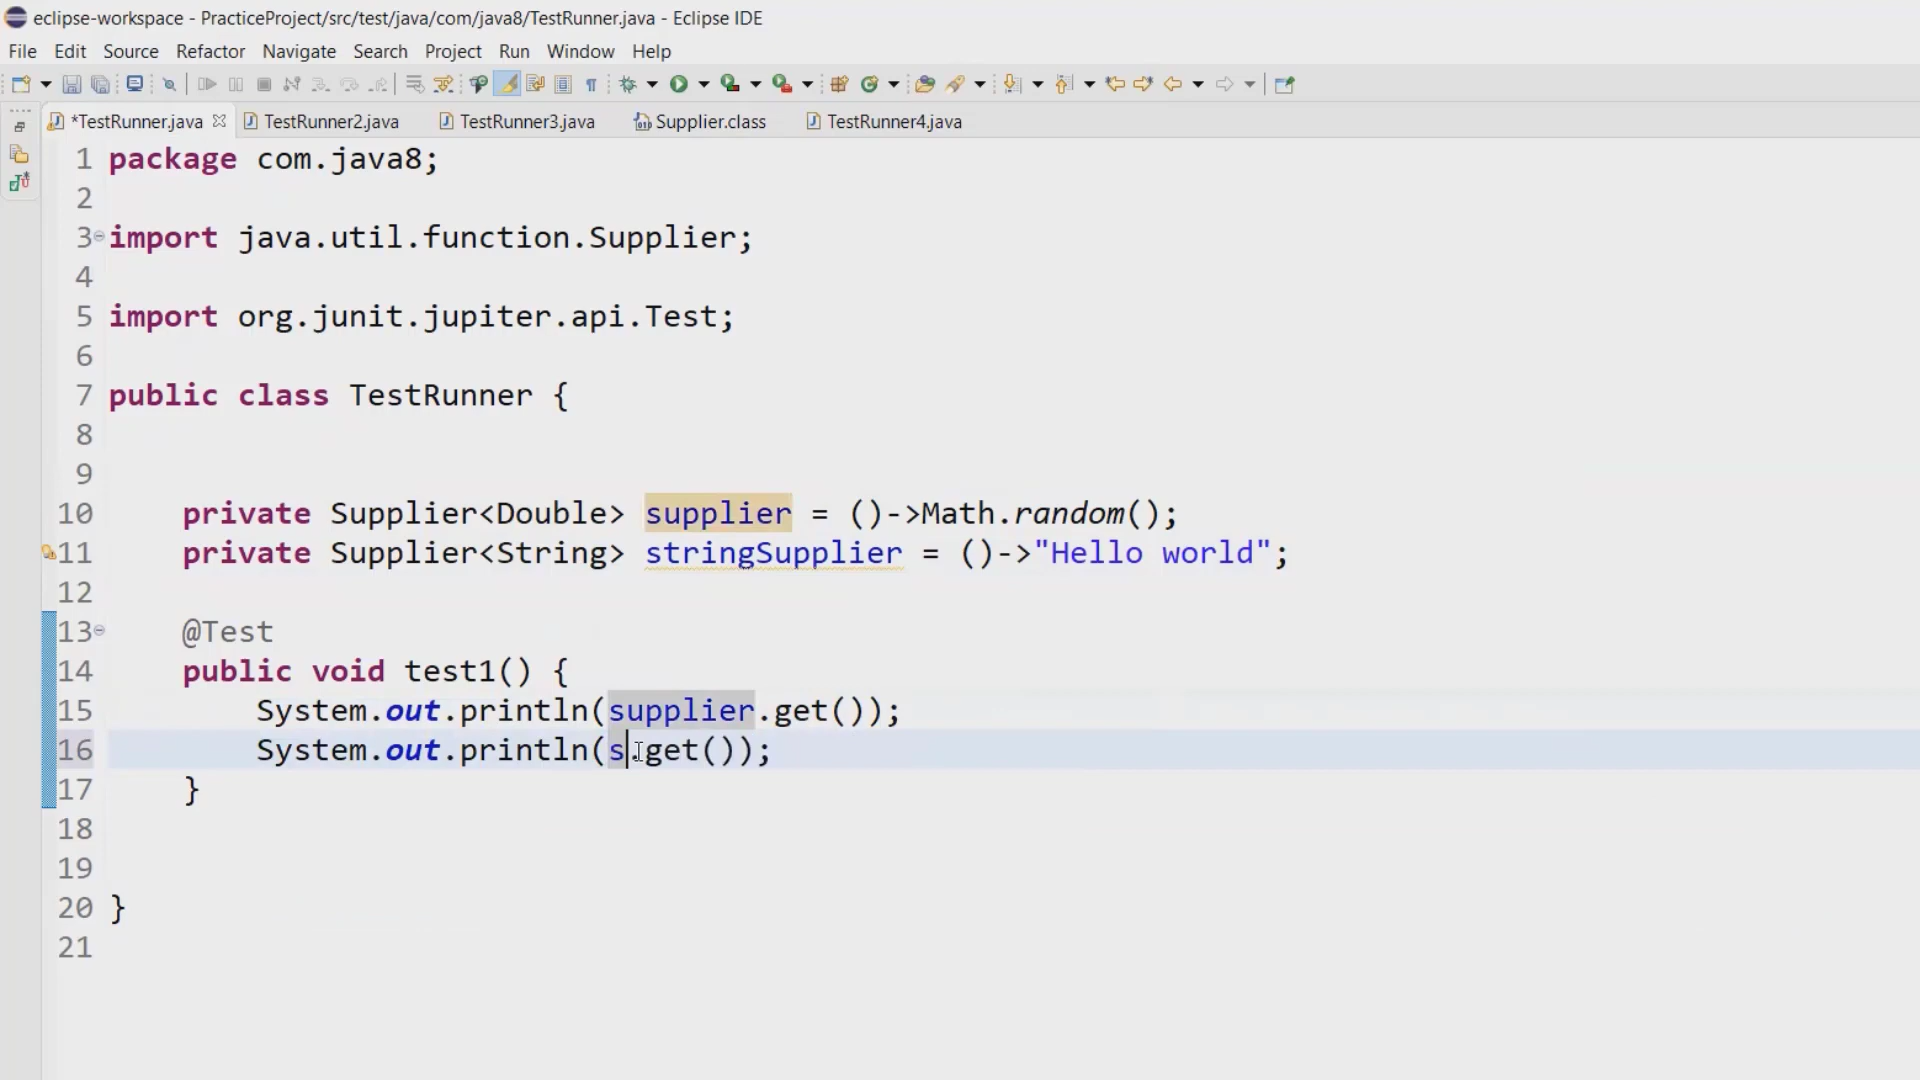 eclipse-workspace - PracticeProject/src/test/java/com/java8/TestRunner.java - Eclipse IDE
File Edit Source Refactor Navigate Search Project Run Window Help
*TestRunner.java TestRunner2.java TestRunner3.java Supplier.class TestRunner4.java
1 package com.java8;
2
3 import java.util.function.Supplier;
4
5 import org.junit.jupiter.api.Test;
6
7 public class TestRunner {
8
9
10 private Supplier<Double> supplier = ()->Math.random();
11 private Supplier<String> stringSupplier = ()->"Hello world";
12
13 @Test
14 public void test1() {
15 System.out.println(supplier.get());
16 System.out.println(s.get());
17 }
18
19
20 }
21